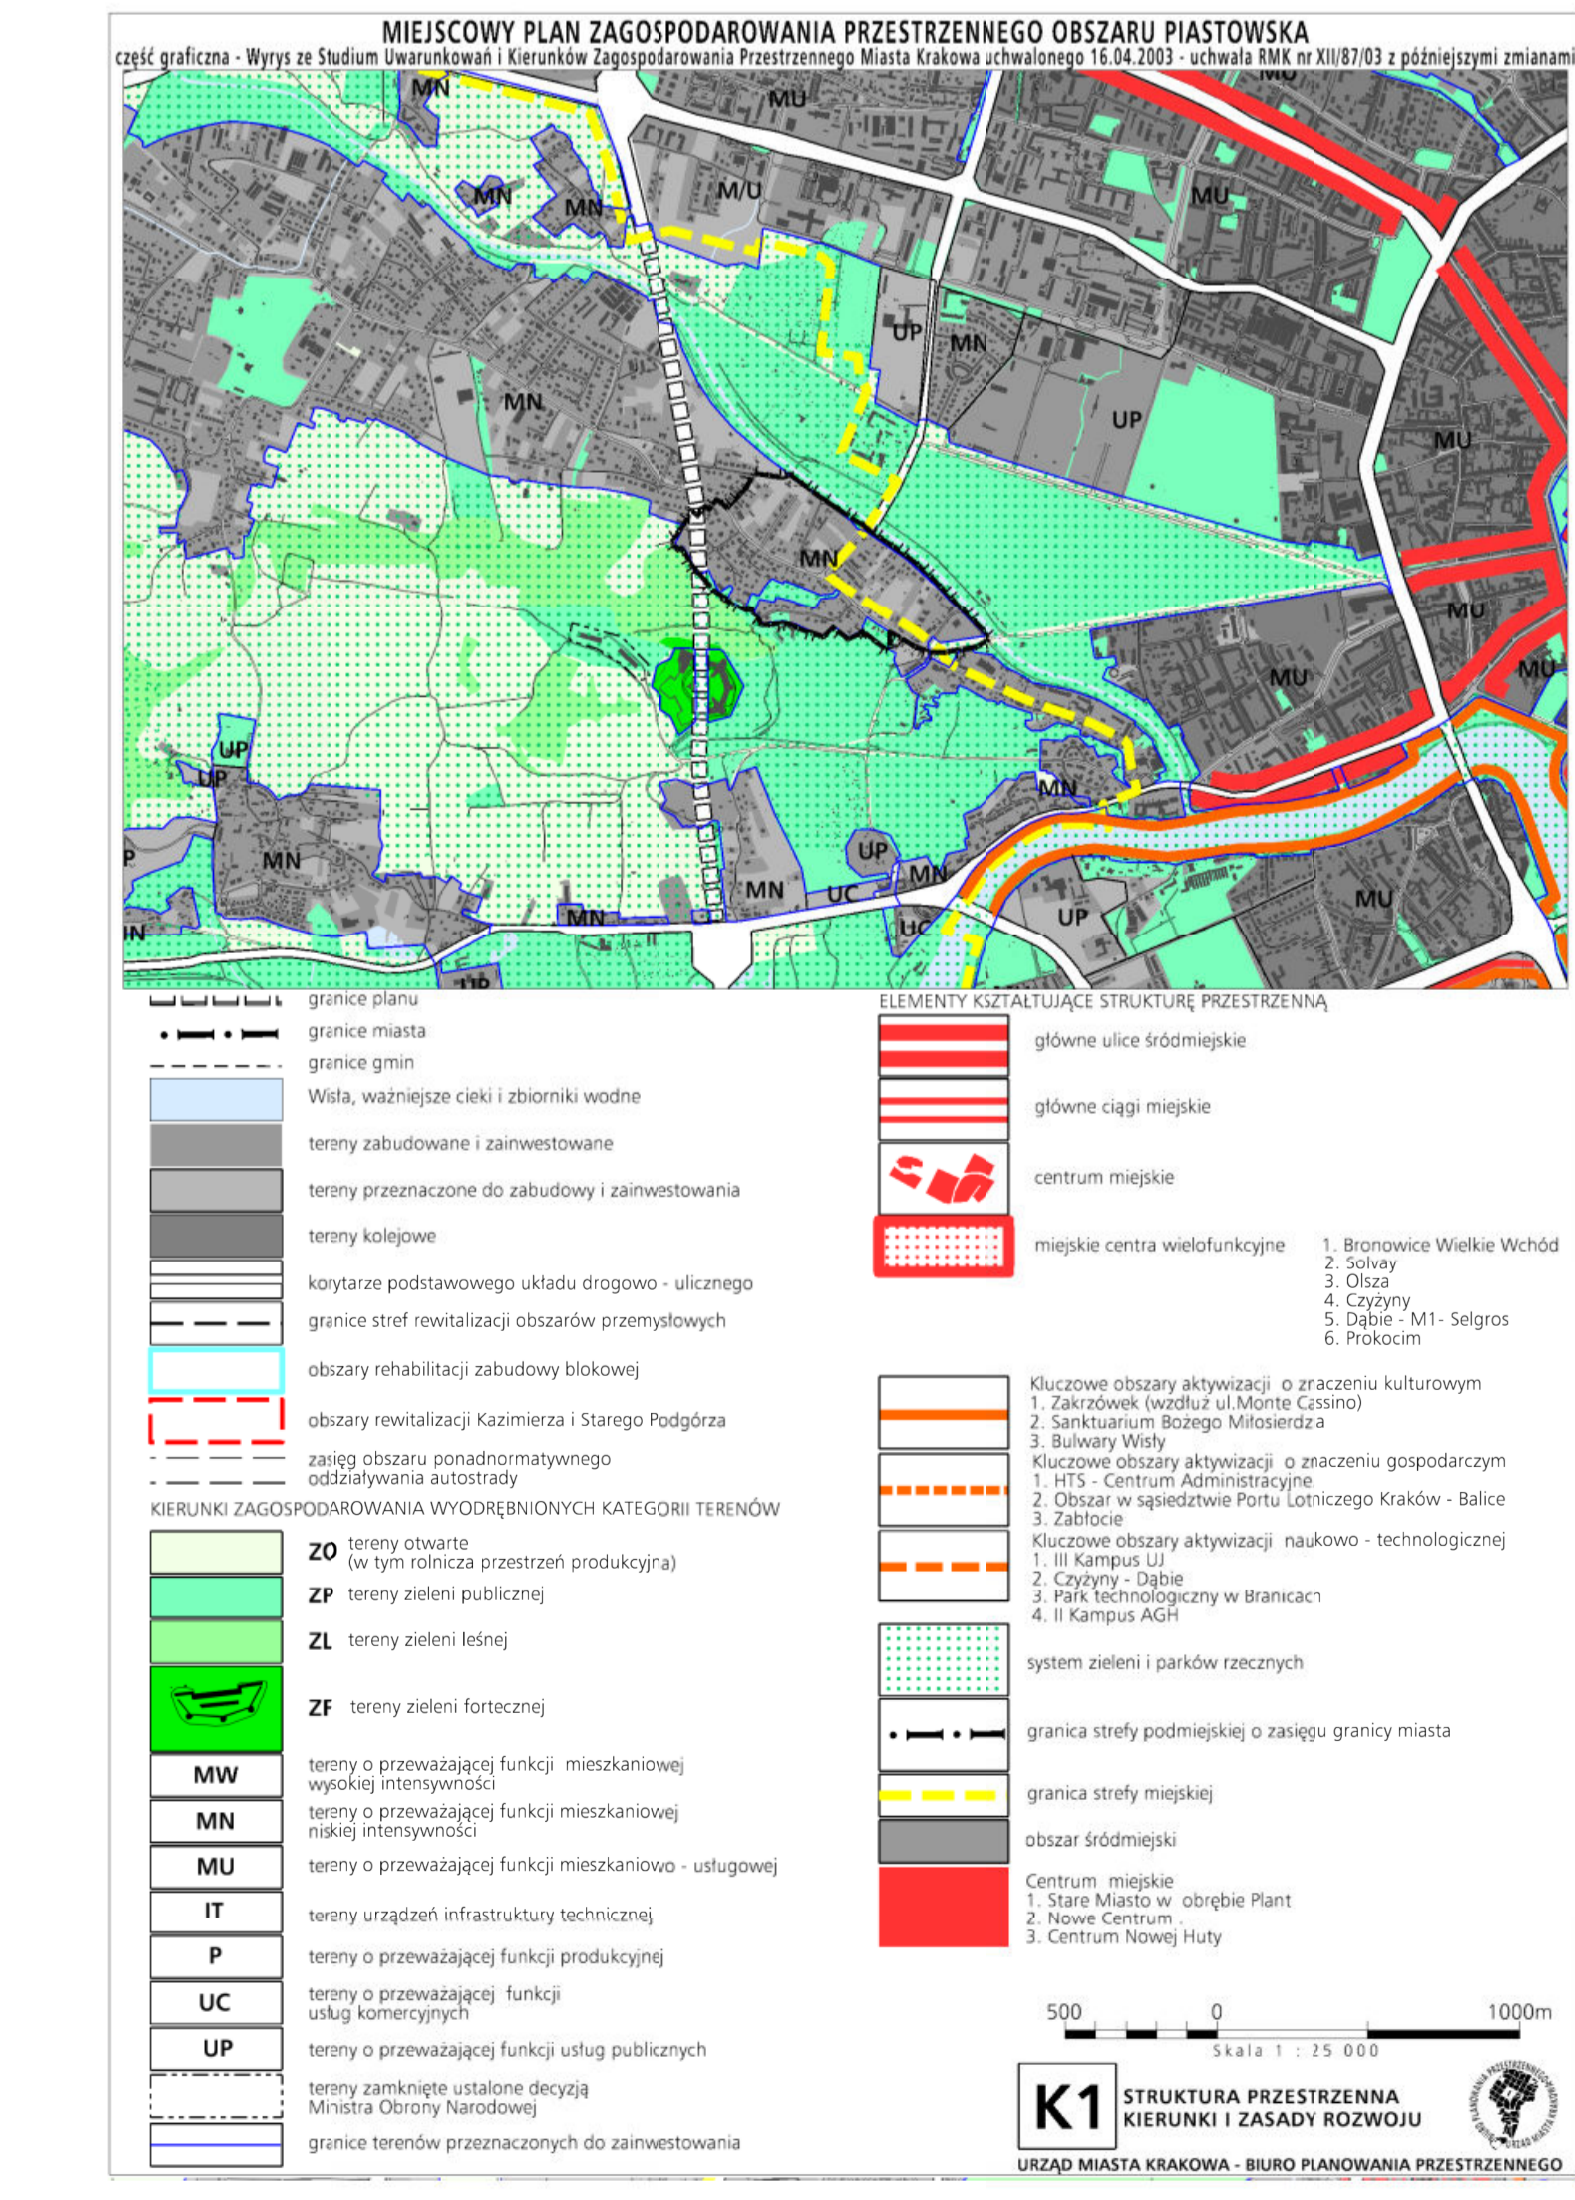 MIEJSCOWY PLAN ZAGOSPODAROWANIA PRZESTRZENNEGO OBSZARU PIASTOWSKA
część graficzna - Wyrys ze Studium Uwarunkowań i Kierunków Zagospodarowania Przestrzennego Miasta Krakowa uchwalonego 16.04.2003 - uchwała RMK nr XII/87/03 z późniejszymi zmianami
MN
MU
MU
MN
MN
M/U
MU
UP
MN
MN
UP
MU
MN
MU
MU
MU
UP
UP
MN
P
MN
UP
MN
MN
UC
MN
UC
UP
MU
MN
IN
UP
granice planu
granice miasta
granice gmin
Wisła, ważniejsze cieki i zbiorniki wodne
tereny zabudowane i zainwestowane
tereny przeznaczone do zabudowy i zainwestowania
tereny kolejowe
korytarze podstawowego układu drogowo - ulicznego
granice stref rewitalizacji obszarów przemysłowych
obszary rehabilitacji zabudowy blokowej
obszary rewitalizacji Kazimierza i Starego Podgórza
zasięg obszaru ponadnormatywnego
oddziaływania autostrady
KIERUNKI ZAGOSPODAROWANIA WYODRĘBNIONYCH KATEGORII TERENÓW
ZO tereny otwarte
(w tym rolnicza przestrzeń produkcyjna)
ZP tereny zieleni publicznej
ZL tereny zieleni leśnej
ZF tereny zieleni fortecznej
MW tereny o przeważającej funkcji mieszkaniowej
wysokiej intensywności
MN tereny o przeważającej funkcji mieszkaniowej
niskiej intensywności
MU tereny o przeważającej funkcji mieszkaniowo - usługowej
IT tereny urządzeń infrastruktury technicznej
P tereny o przeważającej funkcji produkcyjnej
UC tereny o przeważającej funkcji
usług komercyjnych
UP tereny o przeważającej funkcji usług publicznych
tereny zamknięte ustalone decyzją
Ministra Obrony Narodowej
granice terenów przeznaczonych do zainwestowania
ELEMENTY KSZTAŁTUJĄCE STRUKTURĘ PRZESTRZENNĄ
główne ulice śródmiejskie
główne ciągi miejskie
centrum miejskie
miejskie centra wielofunkcyjne
1. Bronowice Wielkie Wchód
2. Solvay
3. Olsza
4. Czyżyny
5. Dąbie - M1- Selgros
6. Prokocim
Kluczowe obszary aktywizacji o znaczeniu kulturowym
1. Zakrzówek (wzdłuż ul.Monte Cassino)
2. Sanktuarium Bożego Miłosierdza
3. Bulwary Wisły
Kluczowe obszary aktywizacji o znaczeniu gospodarczym
1. HTS - Centrum Administracyjne
2. Obszar w sąsiedztwie Portu Lotniczego Kraków - Balice
3. Zabłocie
Kluczowe obszary aktywizacji naukowo - technologicznej
1. III Kampus UJ
2. Czyżyny - Dąbie
3. Park technologiczny w Branicach
4. II Kampus AGH
system zieleni i parków rzecznych
granica strefy podmiejskiej o zasięgu granicy miasta
granica strefy miejskiej
obszar śródmiejski
Centrum miejskie
1. Stare Miasto w obrębie Plant
2. Nowe Centrum .
3. Centrum Nowej Huty
500 0 1000m
Skala 1 : 25 000
K1
STRUKTURA PRZESTRZENNA
KIERUNKI I ZASADY ROZWOJU
URZĄD MIASTA KRAKOWA - BIURO PLANOWANIA PRZESTRZENNEGO